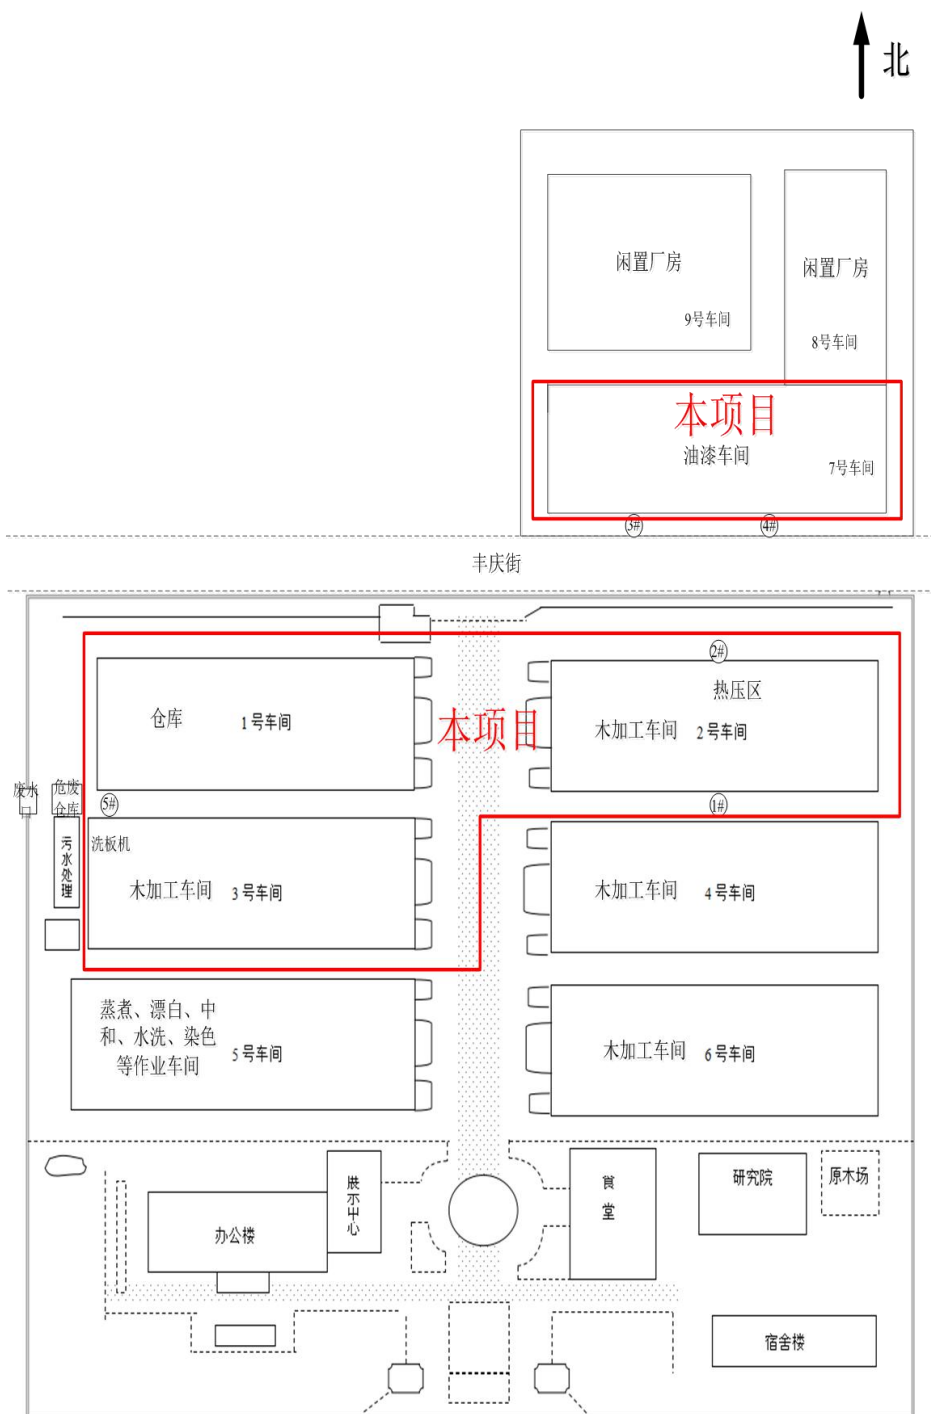 北
闲置厂房
9号车间
闲置厂房
8号车间
本项目
油漆车间
7号车间
3#
4#
丰庆街
2#
热压区
仓库
1号车间
本项目
木加工车间
2号车间
废水
口
危废
仓库
5#
1#
污水处理
洗板机
木加工车间
3号车间
木加工车间
4号车间
蒸煮、漂白、中
和、水洗、染色
等作业车间
5号车间
木加工车间
6号车间
展示中心
办公楼
食堂
研究院
原木场
宿舍楼